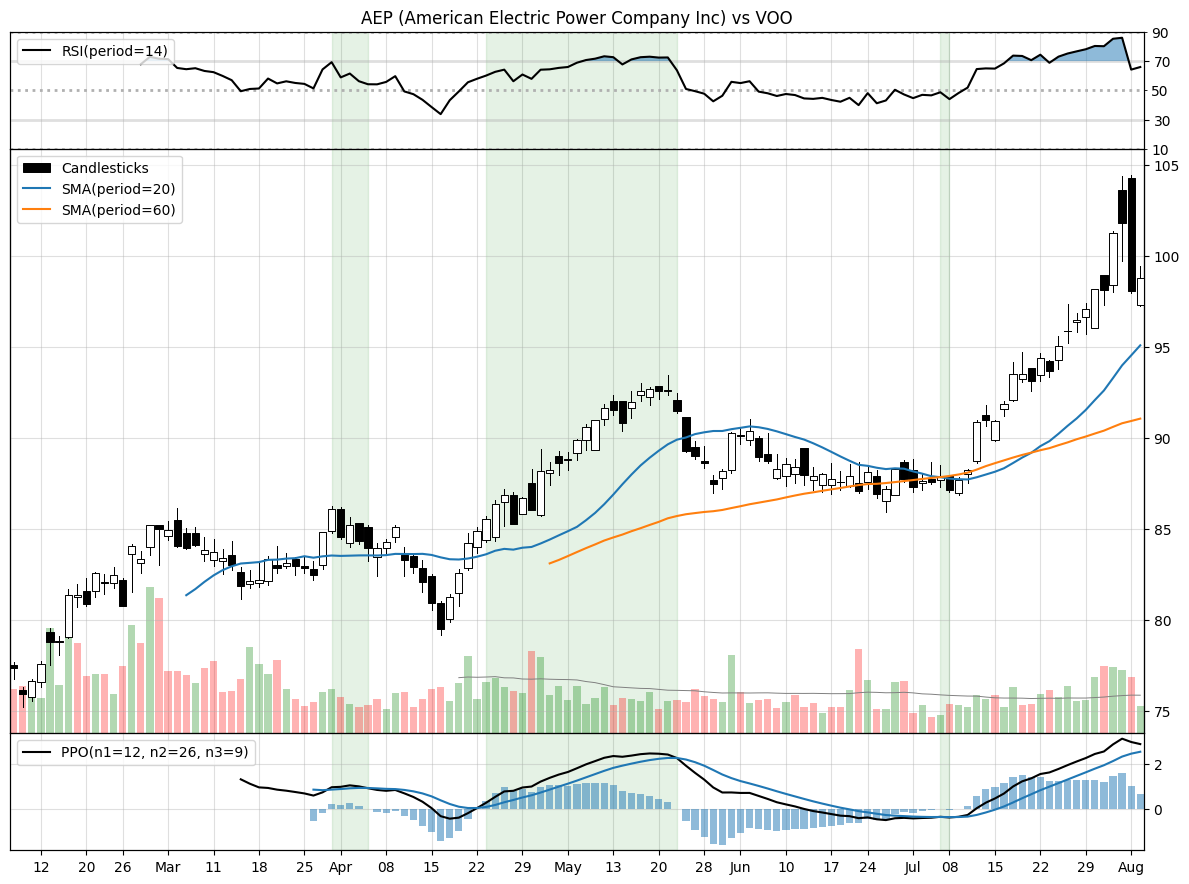 AEP (American Electric Power Company Inc) vs VOO
RSI(period=14)
90
70
50
30
10
Candlesticks
SMA(period=20)
SMA(period=60)
105
100
95
90
85
80
75
PPO(n1=12, n2=26, n3=9)
2
0
12 20 26 Mar 11 18 25 Apr 08 15 22 29 May 13 20 28 Jun 10 17 24 Jul 08 15 22 29 Aug